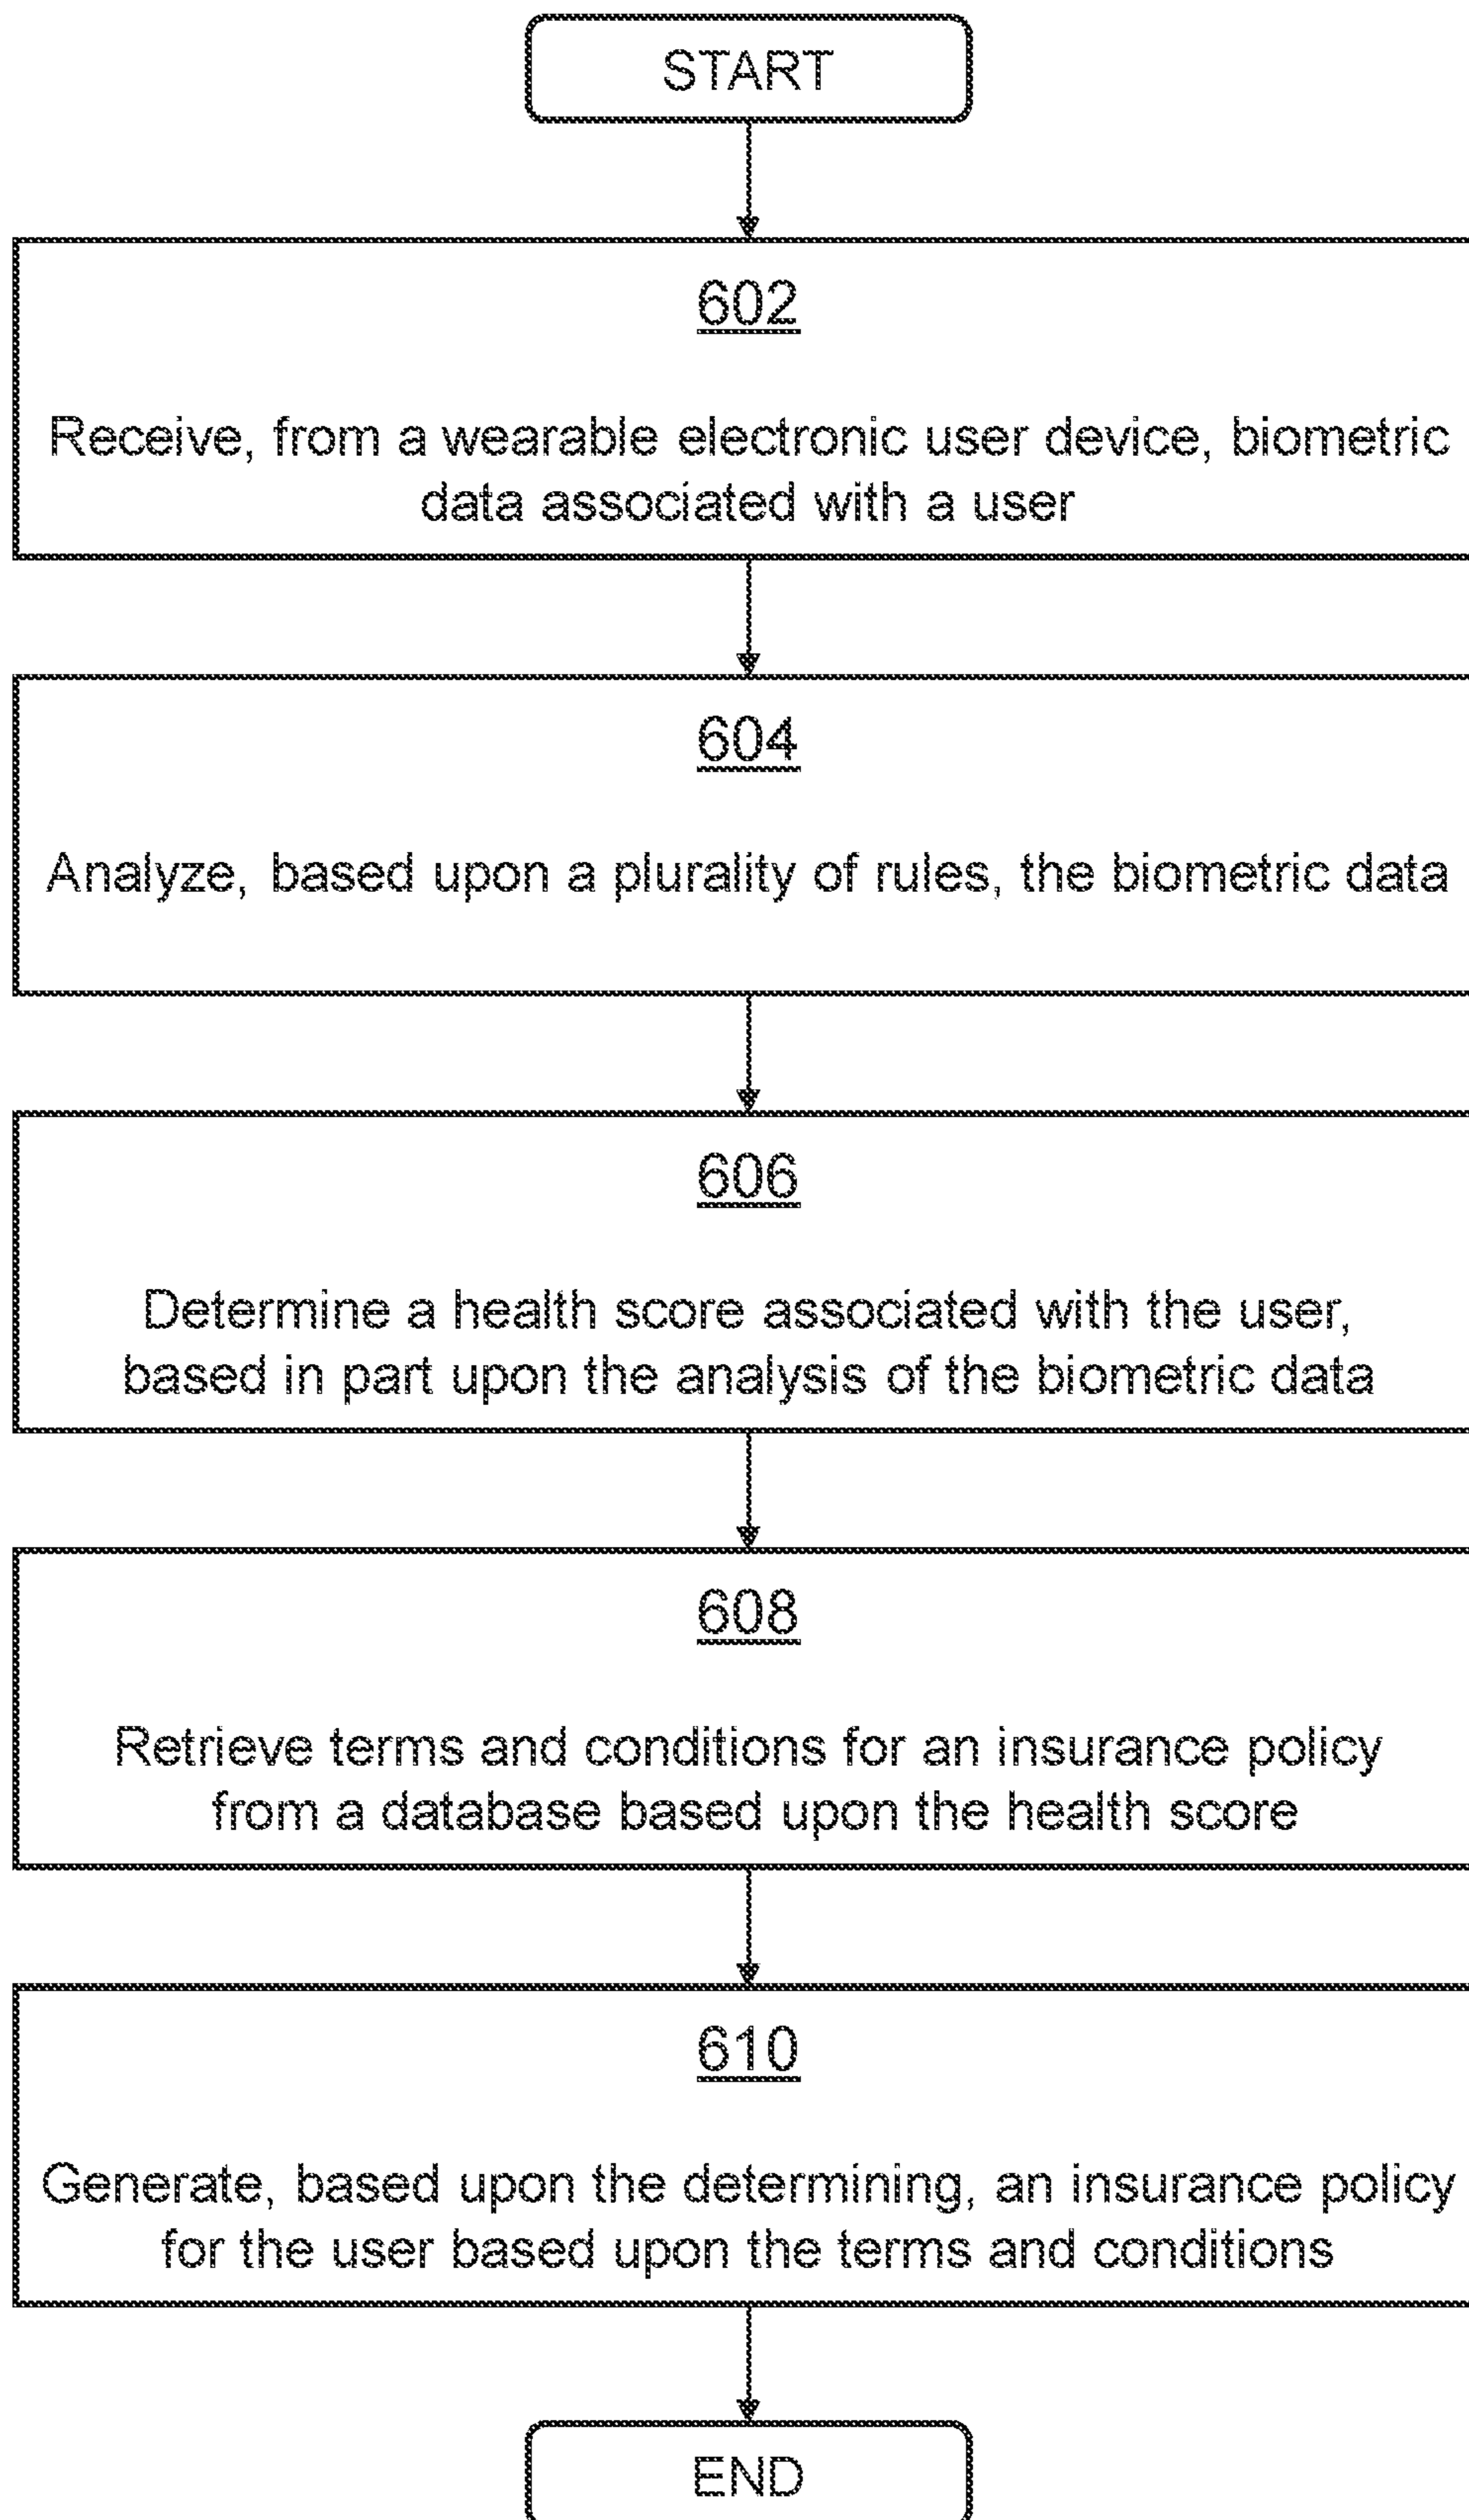 START
602
Receive, from a wearable electronic user device, biometric
data associated with a user
604
Analyze, based upon a plurality of rules, the biometric data
606
Determine a health score associated with the user,
based in part upon the analysis of the biometric data
608
Retrieve terms and conditions for an insurance policy
from a database based upon the health score
610
Generate, based upon the determining, an insurance policy
for the user based upon the terms and conditions
END